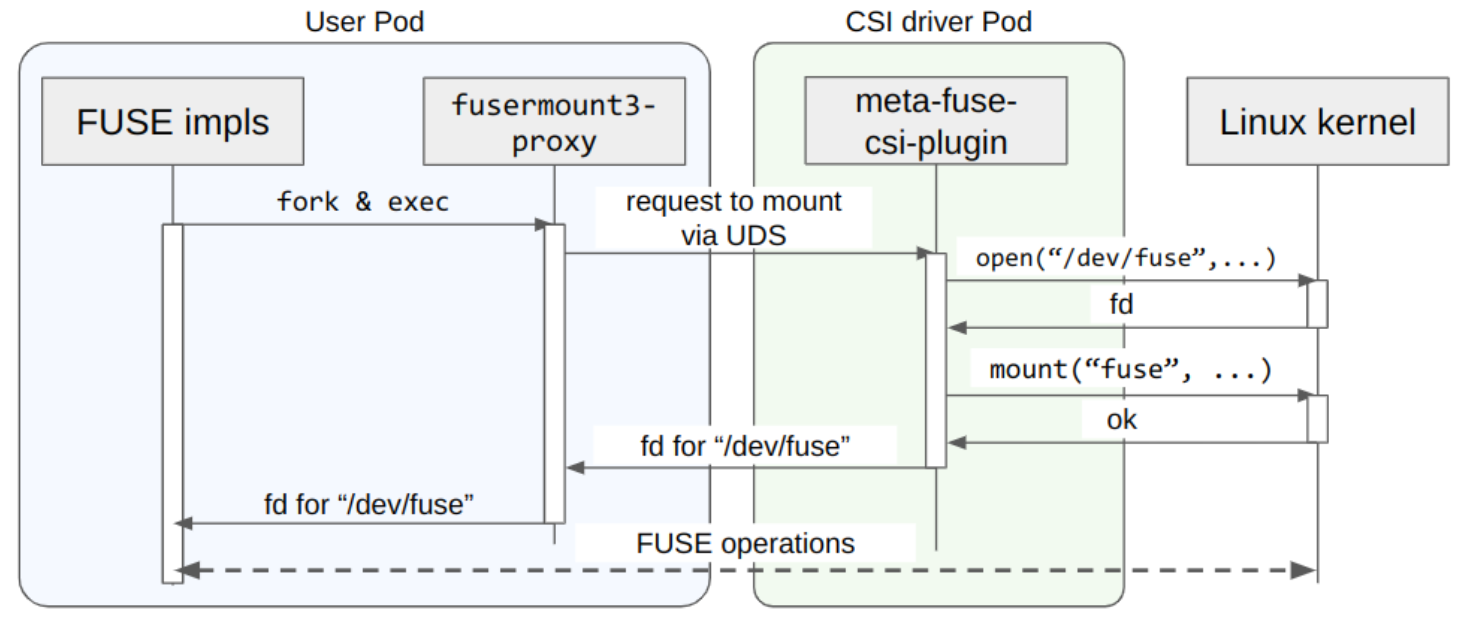 User Pod
CSI driver Pod
FUSE impls
fusermount3-
proxy
meta-fuse-
csi-plugin
Linux kernel
fork & exec
request to mount
via UDS
open(“/dev/fuse”,...)
fd
mount(“fuse”, ...)
ok
fd for “/dev/fuse”
fd for “/dev/fuse”
FUSE operations